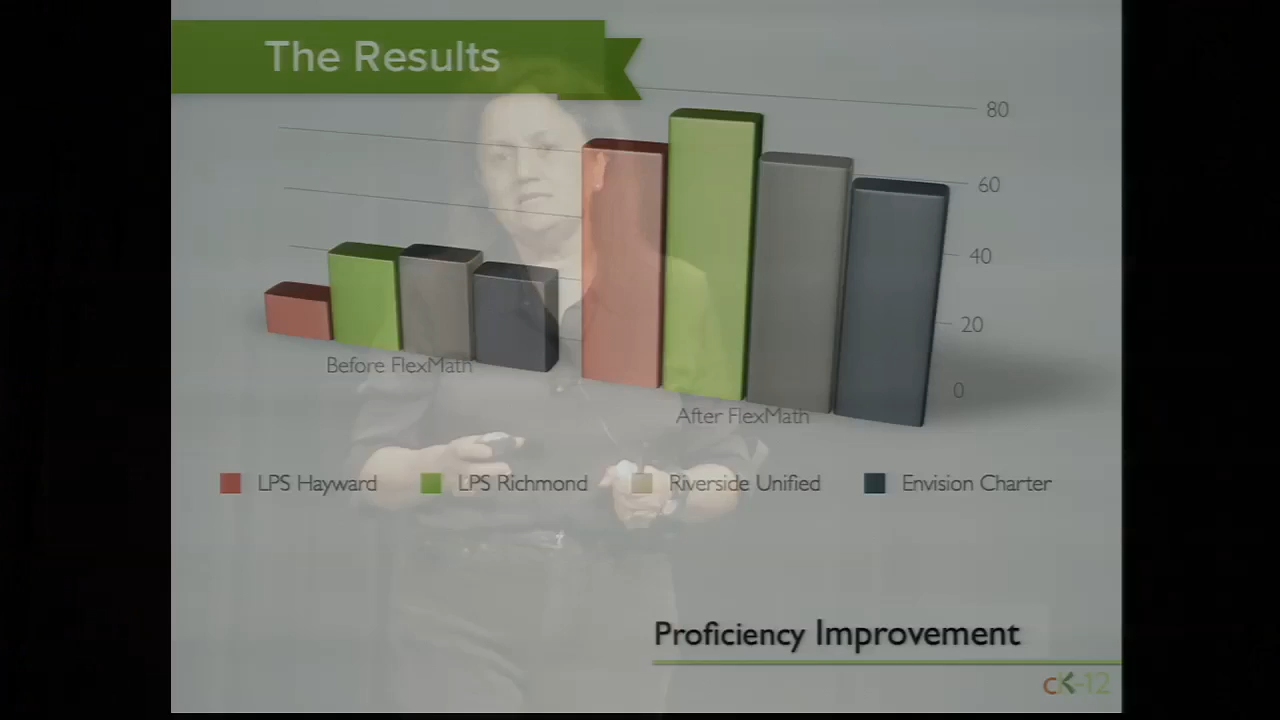 The Results
80
60
40
20
0
Before FlexMath
After FlexMath
LPS Hayward LPS Richmond Riverside Unified Envision Charter
Proficiency Improvement
cK-12